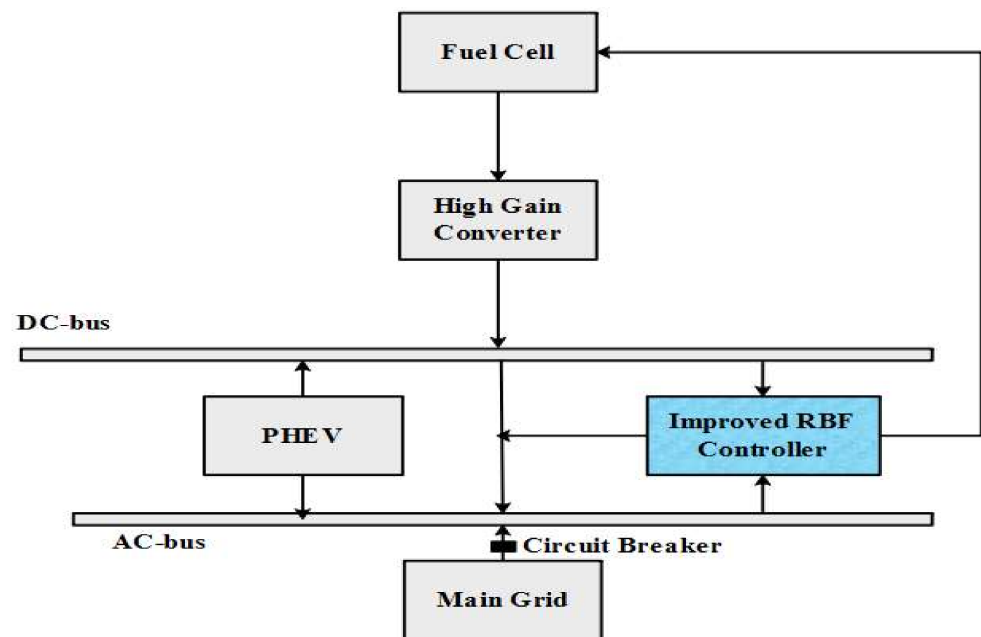 Fuel Cell
High Gain
Converter
DC-bus
PHEV
Improved RBF
Controller
AC-bus
Circuit Breaker
Main Grid